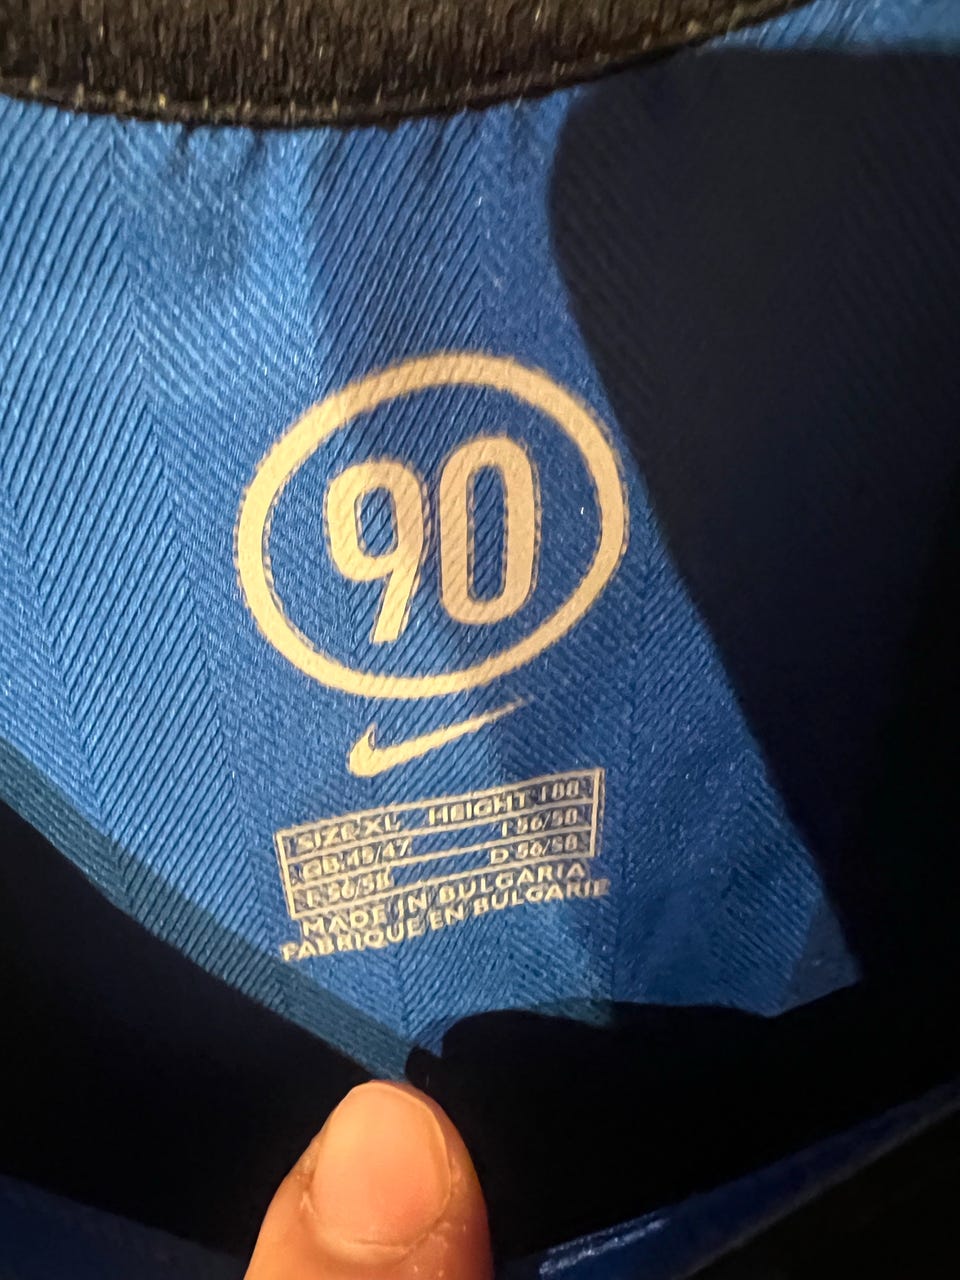 90
SIZE XL HEIGHT 188
GB 45/47 I 56/58
E 56/58 D 56/58
MADE IN BULGARIA
FABRIQUE EN BULGARIE